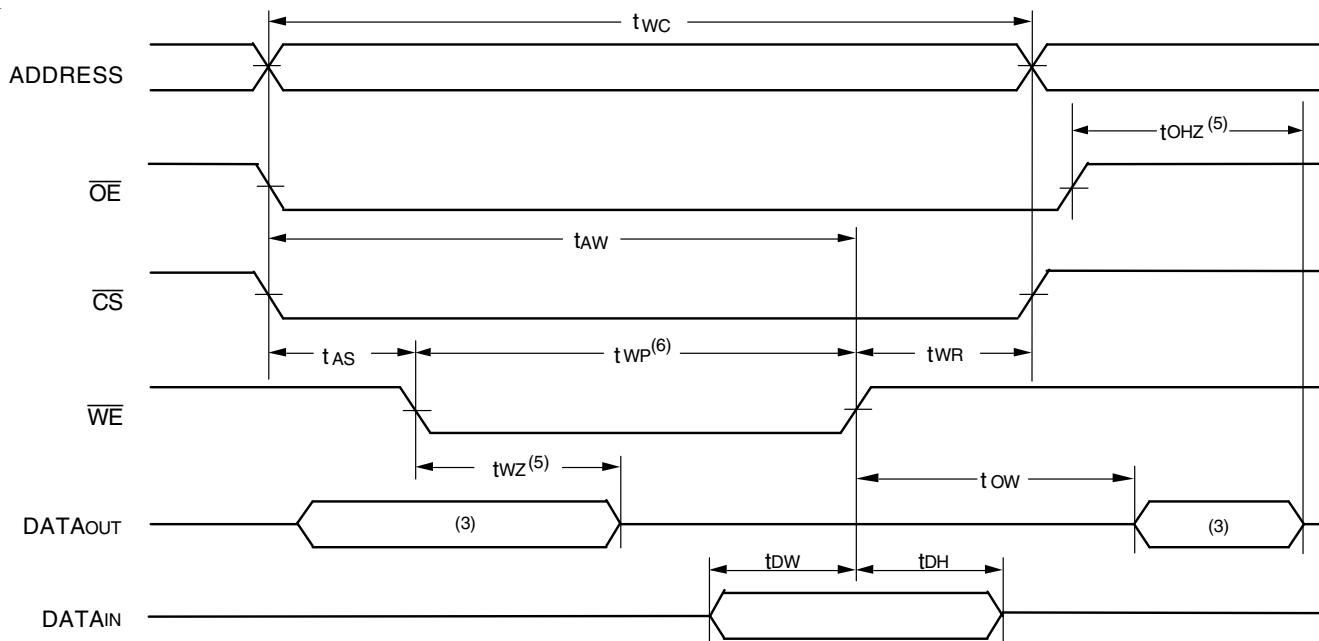 tWC
ADDRESS
tOHZ(5)
OE
tAW
CS
tAS
tWP(6)
tWR
WE
tWZ(5)
tOW
DATAOUT
(3)
(3)
tDW
tDH
DATAIN